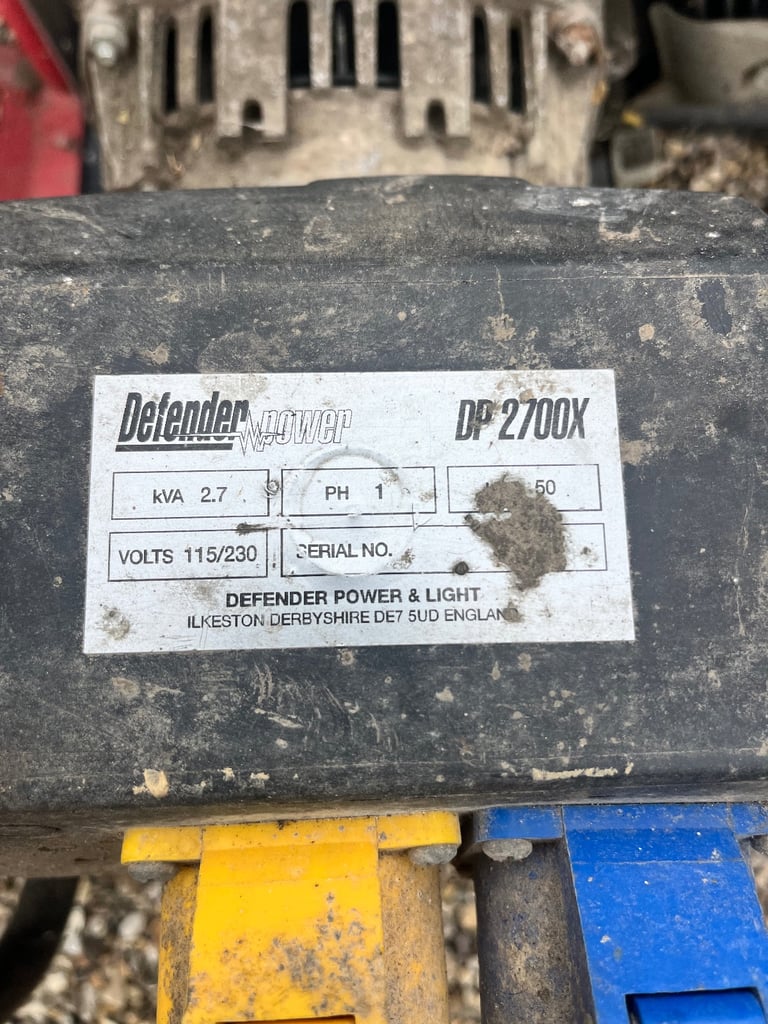 Defender power DP 2700X
kVA 2.7 PH 1 50
VOLTS 115/230 SERIAL NO.
DEFENDER POWER & LIGHT
ILKESTON DERBYSHIRE DE7 5UD ENGLAND